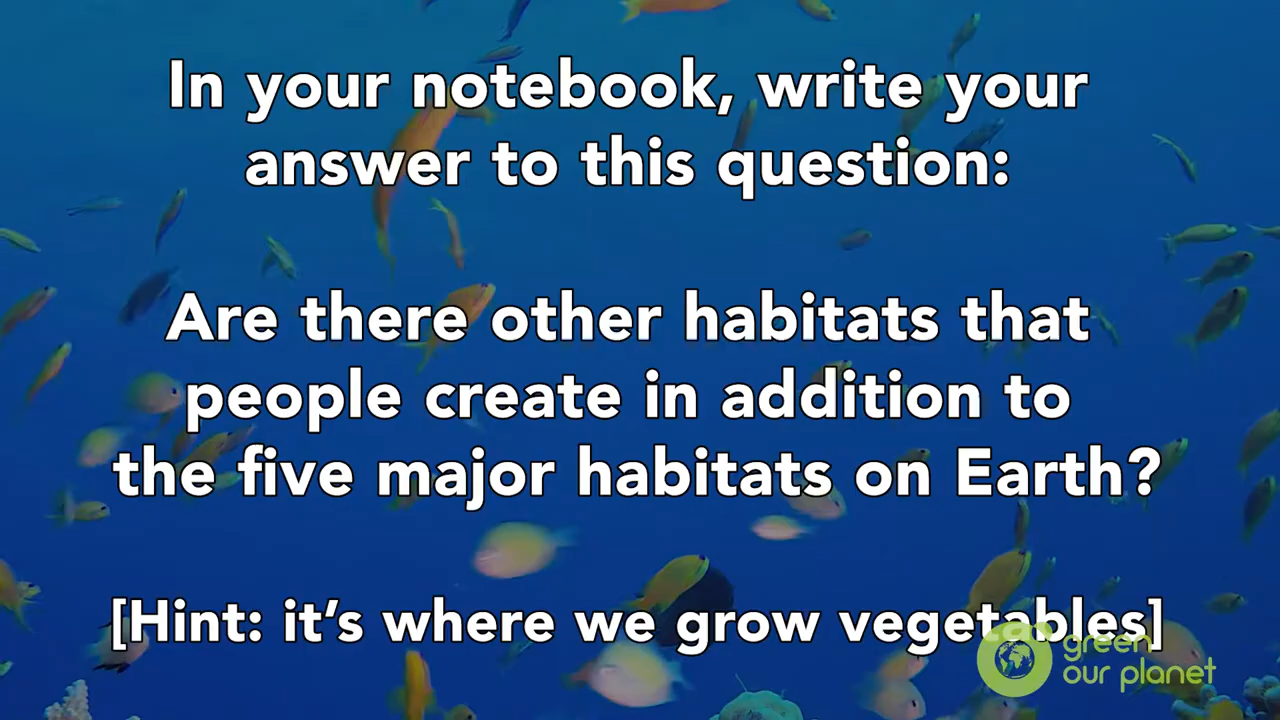 In your notebook, write your
answer to this question:
Are there other habitats that
people create in addition to
the five major habitats on Earth?
[Hint: it’s where we grow vegetables]
green
our planet